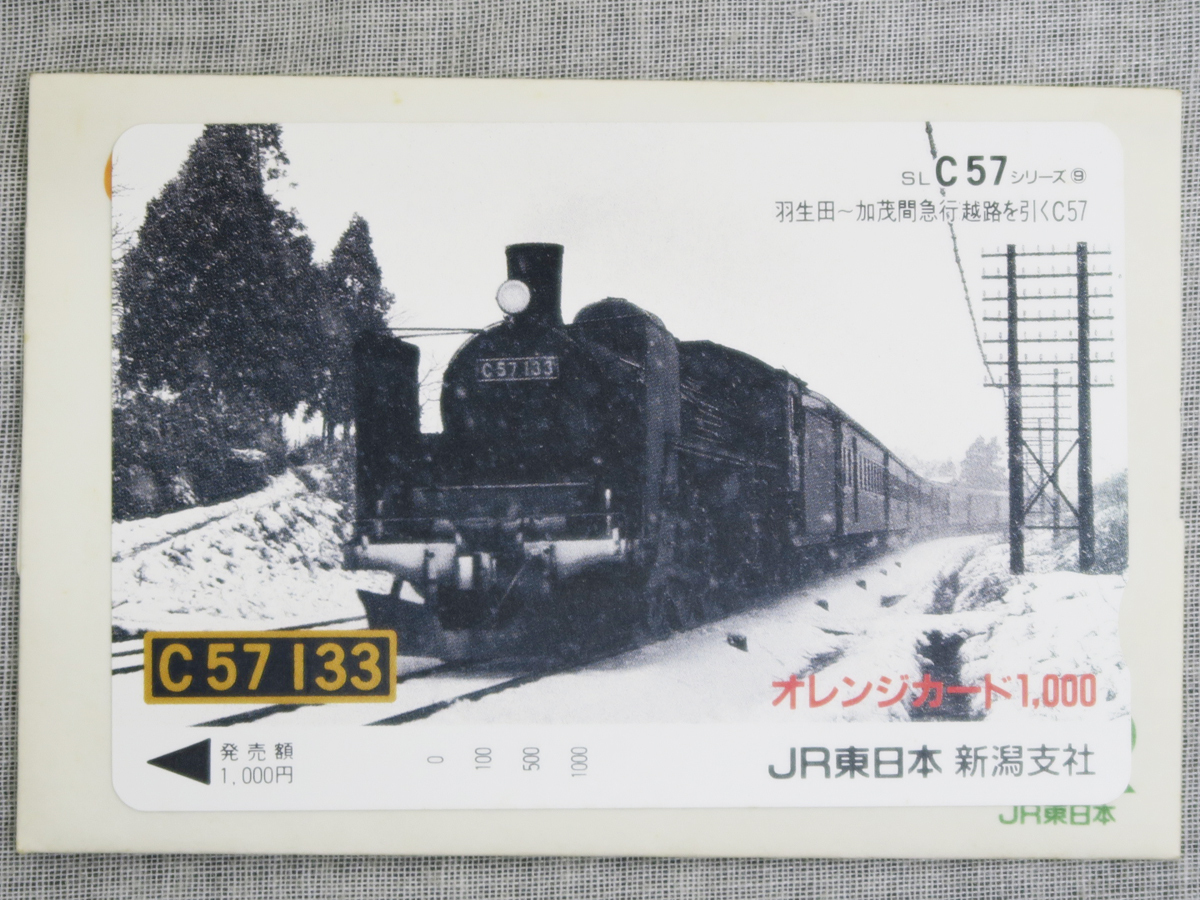 SL C57 シリーズ⑨
羽生田～加茂間急行越路を引くC57
C57 133
C57 133
オレンジカード1,000
発売額
1,000円
0 100 500 1000
JR東日本 新潟支社
JR東日本